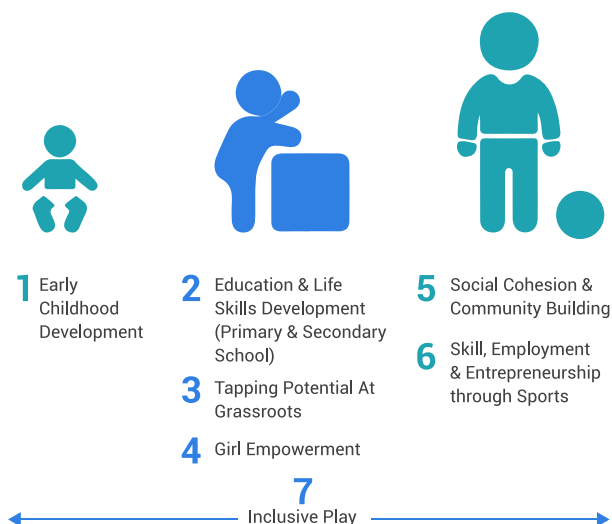 1 Early
Childhood
Development
2 Education & Life
Skills Development
(Primary & Secondary
School)
3 Tapping Potential At
Grassroots
4 Girl Empowerment
5 Social Cohesion &
Community Building
6 Skill, Employment
& Entrepreneurship
through Sports
7
Inclusive Play